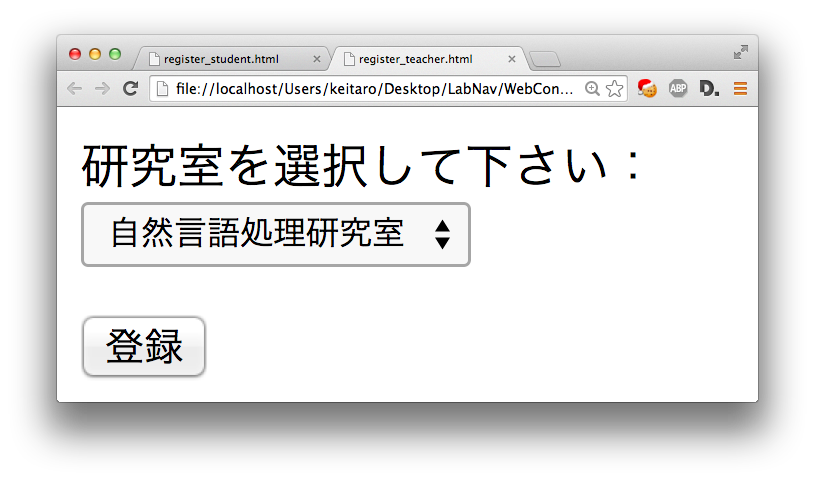 register_student.html
register_teacher.html
file://localhost/Users/keitaro/Desktop/LabNav/WebCon...
ABP
D.
研究室を選択して下さい：
自然言語処理研究室
登録